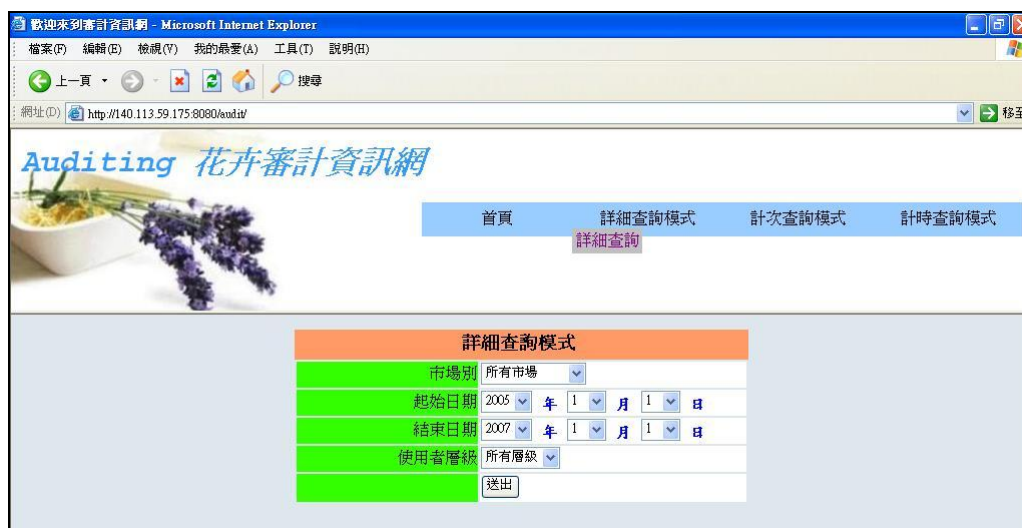 歡迎來到審計資訊網 - Microsoft Internet Explorer
檔案(F) 編輯(E) 檢視(V) 我的最愛(A) 工具(T) 說明(H)
上一頁 搜尋
網址(D) http://140.113.59.175:8080/audit/ 移至
Auditing 花卉審計資訊網
首頁 詳細查詢模式 計次查詢模式 計時查詢模式
詳細查詢
詳細查詢模式
市場別 所有市場
起始日期 2005 年 1 月 1 日
結束日期 2007 年 1 月 1 日
使用者層級 所有層級
送出